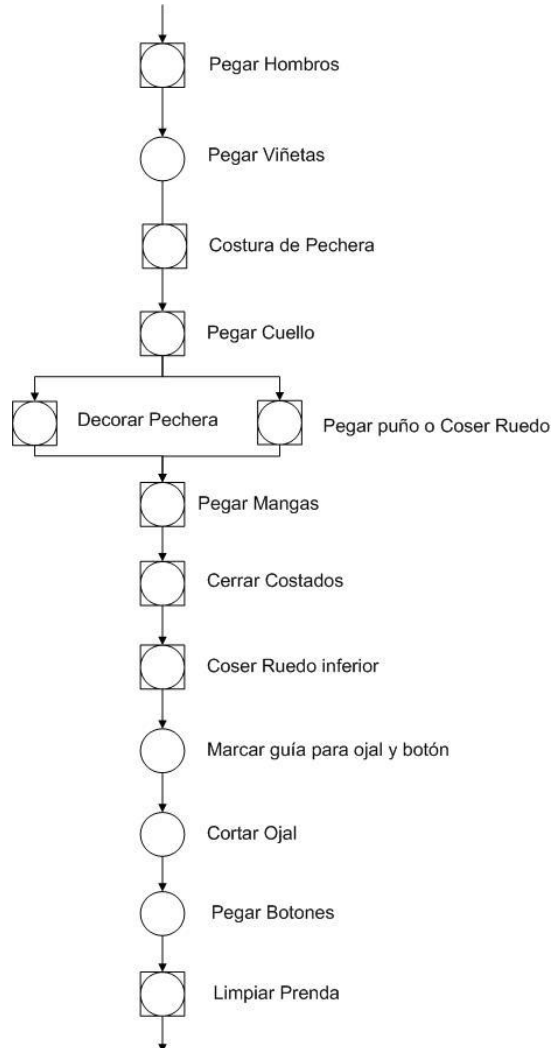 Pegar Hombros
Pegar Viñetas
Costura de Pechera
Pegar Cuello
Decorar Pechera
Pegar puño o Coser Ruedo
Pegar Mangas
Cerrar Costados
Coser Ruedo inferior
Marcar guía para ojal y botón
Cortar Ojal
Pegar Botones
Limpiar Prenda